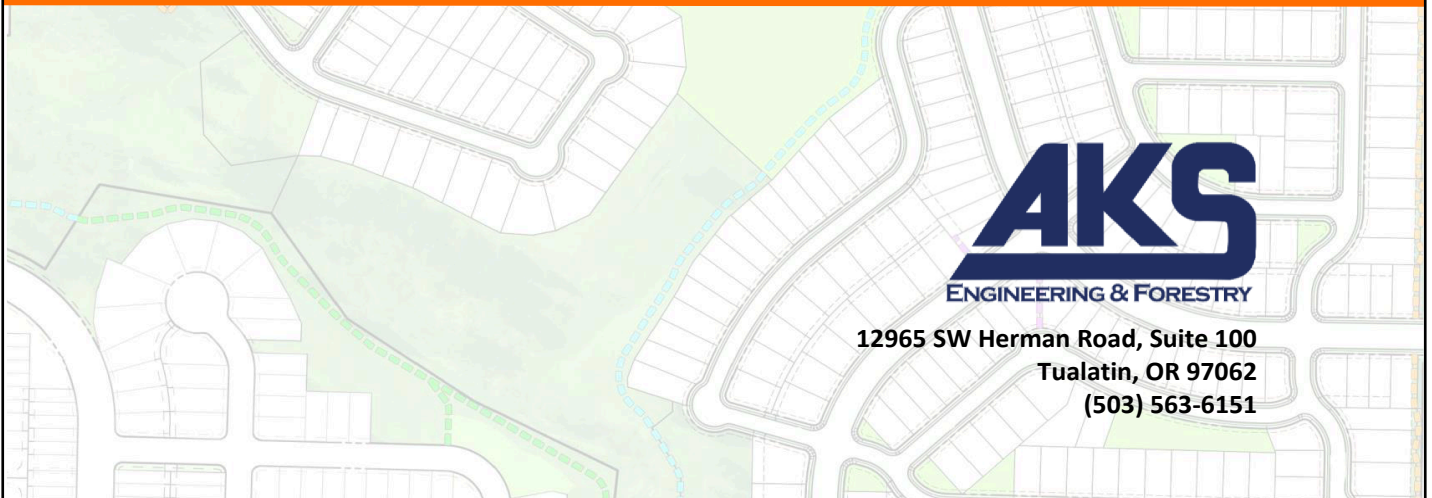 AKS
ENGINEERING & FORESTRY
12965 SW Herman Road, Suite 100
Tualatin, OR 97062
(503) 563-6151